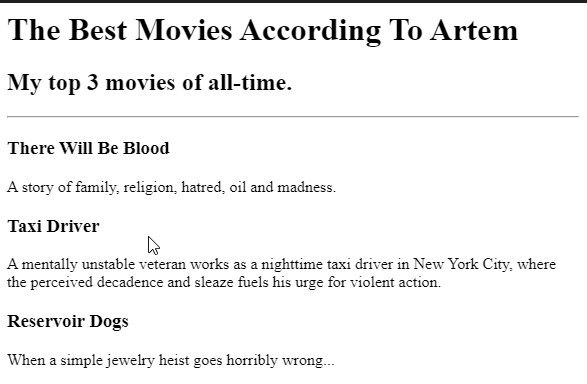 The Best Movies According To Artem
My top 3 movies of all-time.
There Will Be Blood
A story of family, religion, hatred, oil and madness.
Taxi Driver
A mentally unstable veteran works as a nighttime taxi driver in New York City, where
the perceived decadence and sleaze fuels his urge for violent action.
Reservoir Dogs
When a simple jewelry heist goes horribly wrong...